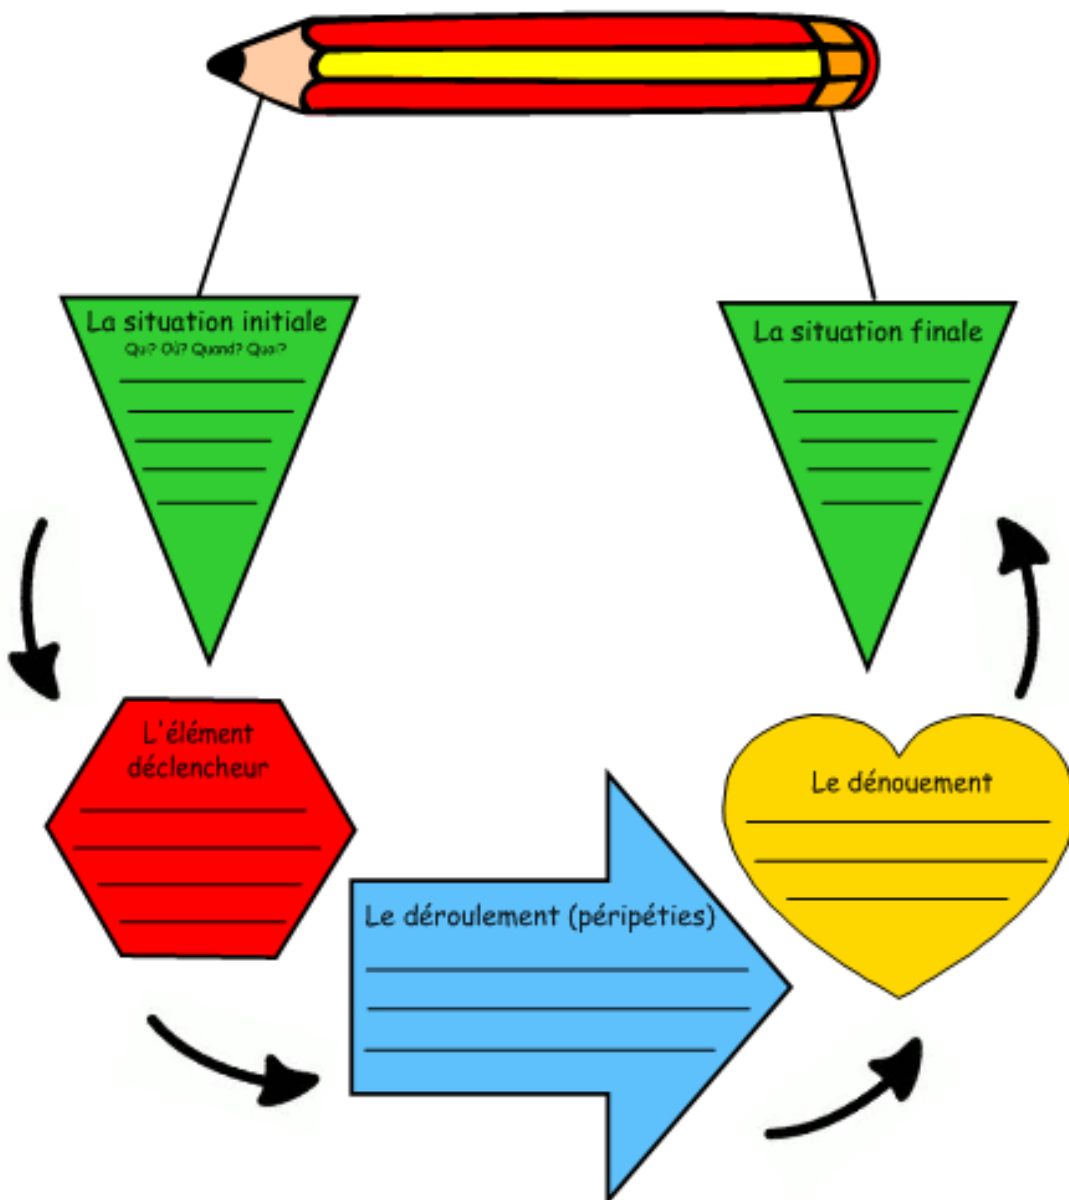 La situation initiale
Qui? Où? Quand? Quoi?
La situation finale
L'élément
déclencheur
Le déroulement (péripéties)
Le dénouement